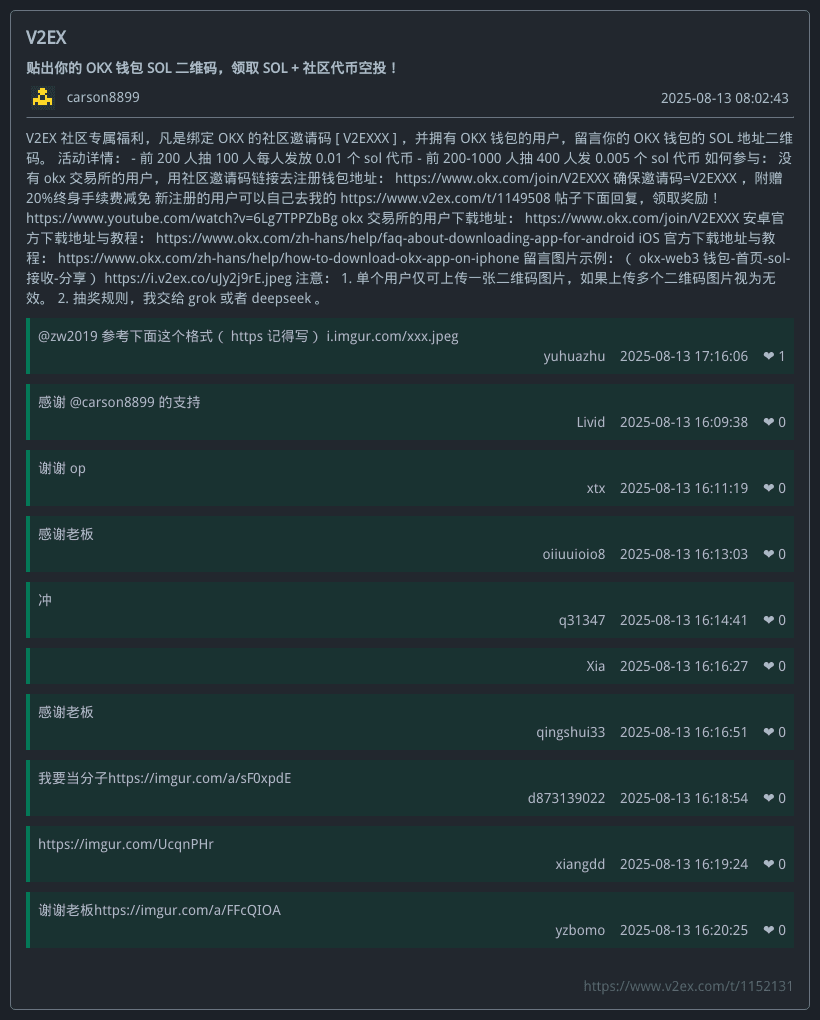 V2EX
贴出你的 OKX 钱包 SOL 二维码，领取 SOL + 社区代币空投！
carson8899
2025-08-13 08:02:43
V2EX 社区专属福利，凡是绑定 OKX 的社区邀请码 [ V2EXXX ] ，并拥有 OKX 钱包的用户，留言你的 OKX 钱包的 SOL 地址二维
码。 活动详情： - 前 200 人抽 100 人每人发放 0.01 个 sol 代币 - 前 200-1000 人抽 400 人发 0.005 个 sol 代币 如何参与： 没
有 okx 交易所的用户，用社区邀请码链接去注册钱包地址： https://www.okx.com/join/V2EXXX 确保邀请码=V2EXXX ，附赠
20%终身手续费减免 新注册的用户可以自己去我的 https://www.v2ex.com/t/1149508 帖子下面回复，领取奖励！
https://www.youtube.com/watch?v=6Lg7TPPZbBg okx 交易所的用户下载地址： https://www.okx.com/join/V2EXXX 安卓官
方下载地址与教程： https://www.okx.com/zh-hans/help/faq-about-downloading-app-for-android iOS 官方下载地址与教
程： https://www.okx.com/zh-hans/help/how-to-download-okx-app-on-iphone 留言图片示例: （ okx-web3 钱包-首页-sol-
接收-分享 ）https://i.v2ex.co/uJy2j9rE.jpeg 注意： 1. 单个用户仅可上传一张二维码图片，如果上传多个二维码图片视为无
效。 2. 抽奖规则，我交给 grok 或者 deepseek 。
@zw2019 参考下面这个格式（ https 记得写 ） i.imgur.com/xxx.jpeg
yuhuazhu 2025-08-13 17:16:06 ❤ 1
感谢 @carson8899 的支持
Livid 2025-08-13 16:09:38 ❤ 0
谢谢 op
xtx 2025-08-13 16:11:19 ❤ 0
感谢老板
oiiuuioio8 2025-08-13 16:13:03 ❤ 0
冲
q31347 2025-08-13 16:14:41 ❤ 0
Xia 2025-08-13 16:16:27 ❤ 0
感谢老板
qingshui33 2025-08-13 16:16:51 ❤ 0
我要当分子https://imgur.com/a/sF0xpdE
d873139022 2025-08-13 16:18:54 ❤ 0
https://imgur.com/UcqnPHr
xiangdd 2025-08-13 16:19:24 ❤ 0
谢谢老板https://imgur.com/a/FFcQIOA
yzbomo 2025-08-13 16:20:25 ❤ 0
https://www.v2ex.com/t/1152131